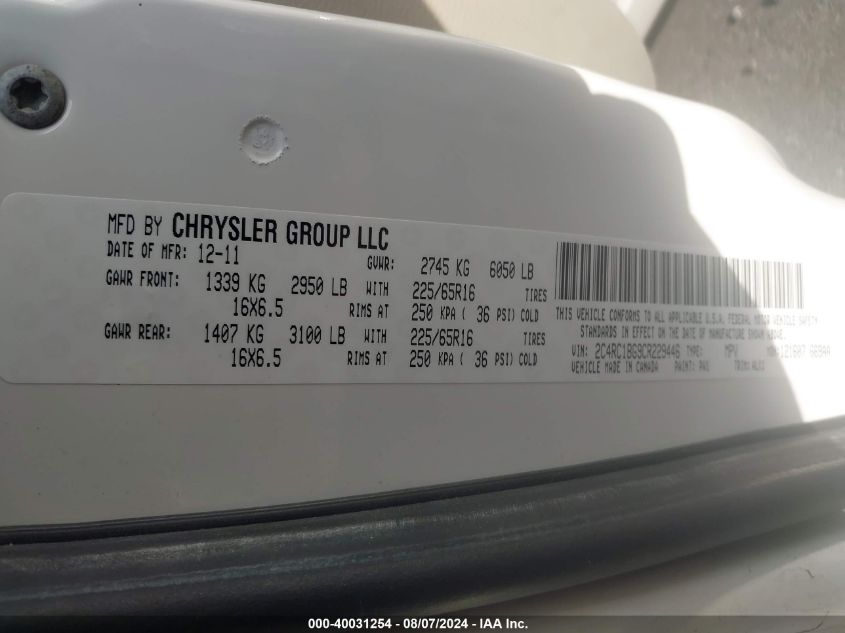 MFD BY CHRYSLER GROUP LLC
DATE OF MFR: 12-11 GVWR: 2745 KG 6050 LB
GAWR FRONT: 1339 KG 2950 LB WITH 225/65R16 TIRES
16X6.5 RIMS AT 250 KPA ( 36 PSI) COLD
GAWR REAR: 1407 KG 3100 LB WITH 225/65R16 TIRES
16X6.5 RIMS AT 250 KPA ( 36 PSI) COLD
THIS VEHICLE CONFORMS TO ALL APPLICABLE U.S.A. FEDERAL MOTOR VEHICLE SAFETY
STANDARDS IN EFFECT ON THE DATE OF MANUFACTURE SHOWN ABOVE.
VIN: 2C4RC1BG9CR229446 TYPE: MPV
VEHICLE MADE IN CANADA PAINT: TRIM:
000-40031254 - 08/07/2024 - IAA Inc.